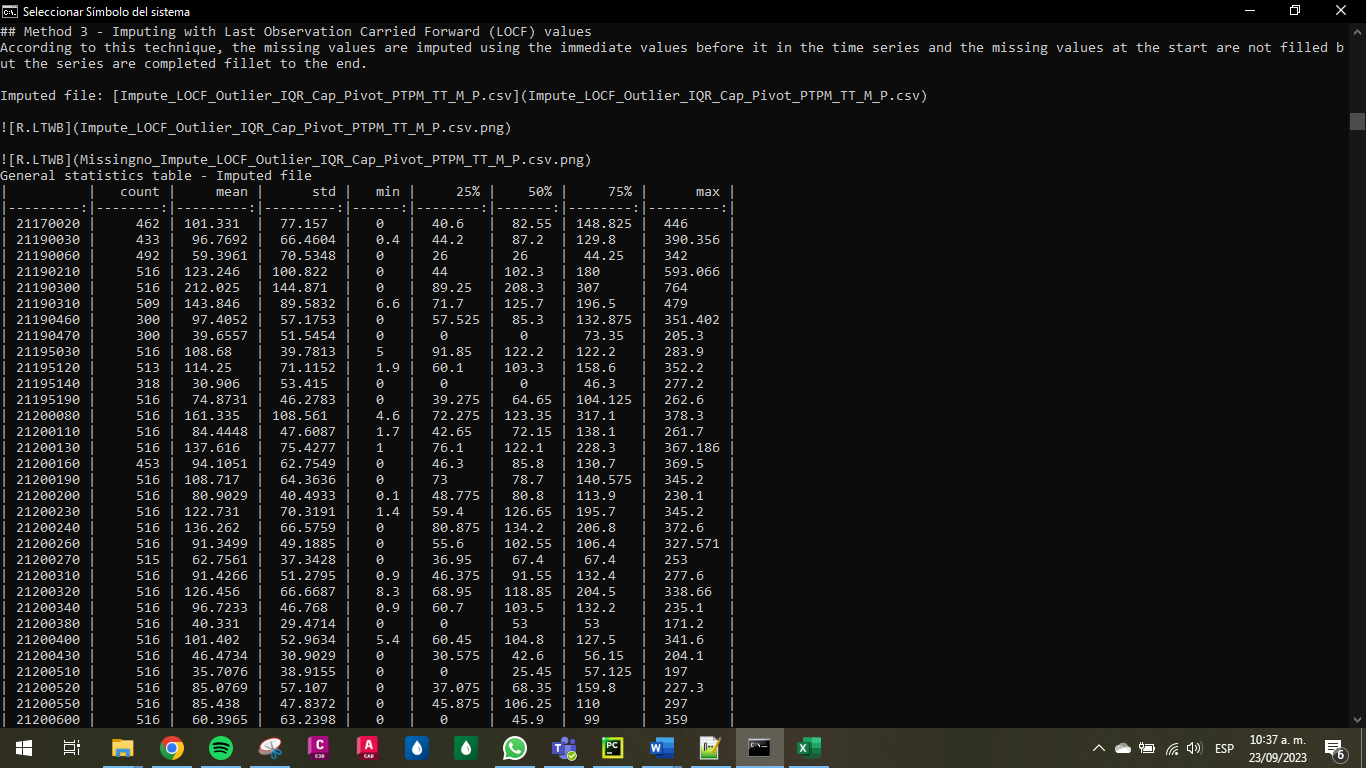 Seleccionar Símbolo del sistema
## Method 3 - Imputing with Last Observation Carried Forward (LOCF) values
According to this technique, the missing values are imputed using the immediate values before it in the time series and the missing values at the start are not filled b
ut the series are completed fillet to the end.
Imputed file: [Impute_LOCF_Outlier_IQR_Cap_Pivot_PTPM_TT_M_P.csv](Impute_LOCF_Outlier_IQR_Cap_Pivot_PTPM_TT_M_P.csv)
![R.LTWB](Impute_LOCF_Outlier_IQR_Cap_Pivot_PTPM_TT_M_P.csv.png)
![R.LTWB](Missingno_Impute_LOCF_Outlier_IQR_Cap_Pivot_PTPM_TT_M_P.csv.png)
General statistics table - Imputed file
|          |   count |     mean |      std |   min |     25% |    50% |     75% |      max |
|---------:|--------:|---------:|---------:|------:|--------:|-------:|--------:|---------:|
| 21170020 |     462 | 101.331  |  77.157  |   0   |  40.6   |  82.55 | 148.825 |  446     |
| 21190030 |     433 |  96.7692 |  66.4604 |   0.4 |  44.2   |  87.2  | 129.8   |  390.356 |
| 21190060 |     492 |  59.3961 |  70.5348 |   0   |  26     |  26    |  44.25  |  342     |
| 21190210 |     516 | 123.246  | 100.822  |   0   |  44     | 102.3  | 180     |  593.066 |
| 21190300 |     516 | 212.025  | 144.871  |   0   |  89.25  | 208.3  | 307     |  764     |
| 21190310 |     509 | 143.846  |  89.5832 |   6.6 |  71.7   | 125.7  | 196.5   |  479     |
| 21190460 |     300 |  97.4052 |  57.1753 |   0   |  57.525 |  85.3  | 132.875 |  351.402 |
| 21190470 |     300 |  39.6557 |  51.5454 |   0   |   0     |   0    |  73.35  |  205.3   |
| 21195030 |     516 | 108.68   |  39.7813 |   5   |  91.85  | 122.2  | 122.2   |  283.9   |
| 21195120 |     513 | 114.25   |  71.1152 |   1.9 |  60.1   | 103.3  | 158.6   |  352.2   |
| 21195140 |     318 |  30.906  |  53.415  |   0   |   0     |   0    |  46.3   |  277.2   |
| 21195190 |     516 |  74.8731 |  46.2783 |   0   |  39.275 |  64.65 | 104.125 |  262.6   |
| 21200080 |     516 | 161.335  | 108.561  |   4.6 |  72.275 | 123.35 | 317.1   |  378.3   |
| 21200110 |     516 |  84.4448 |  47.6087 |   1.7 |  42.65  |  72.15 | 138.1   |  261.7   |
| 21200130 |     516 | 137.616  |  75.4277 |   1   |  76.1   | 122.1  | 228.3   |  367.186 |
| 21200160 |     453 |  94.1051 |  62.7549 |   0   |  46.3   |  85.8  | 130.7   |  369.5   |
| 21200190 |     516 | 108.717  |  64.3636 |   0   |  73     |  78.7  | 140.575 |  345.2   |
| 21200200 |     516 |  80.9029 |  40.4933 |   0.1 |  48.775 |  80.8  | 113.9   |  230.1   |
| 21200230 |     516 | 122.731  |  70.3191 |   1.4 |  59.4   | 126.65 | 195.7   |  345.2   |
| 21200240 |     516 | 136.262  |  66.5759 |   0   |  80.875 | 134.2  | 206.8   |  372.6   |
| 21200260 |     516 |  91.3499 |  49.1885 |   0   |  55.6   | 102.55 | 106.4   |  327.571 |
| 21200270 |     515 |  62.7561 |  37.3428 |   0   |  36.95  |  67.4  |  67.4   |  253     |
| 21200310 |     516 |  91.4266 |  51.2795 |   0.9 |  46.375 |  91.55 | 132.4   |  277.6   |
| 21200320 |     516 | 126.456  |  66.6687 |   8.3 |  68.95  | 118.85 | 204.5   |  338.66  |
| 21200340 |     516 |  96.7233 |  46.768  |   0.9 |  60.7   | 103.5  | 132.2   |  235.1   |
| 21200380 |     516 |  40.331  |  29.4714 |   0   |   0     |  53    |  53     |  171.2   |
| 21200400 |     516 | 101.402  |  52.9634 |   5.4 |  60.45  | 104.8  | 127.5   |  341.6   |
| 21200430 |     516 |  46.4734 |  30.9029 |   0   |  30.575 |  42.6  |  56.15  |  204.1   |
| 21200510 |     516 |  35.7076 |  38.9155 |   0   |   0     |  25.45 |  57.125 |  197     |
| 21200520 |     516 |  85.0769 |  57.107  |   0   |  37.075 |  68.35 | 159.8   |  227.3   |
| 21200550 |     516 |  85.438  |  47.8372 |   0   |  45.875 | 106.25 | 110     |  297     |
| 21200600 |     516 |  60.3965 |  63.2398 |   0   |   0     |  45.9  |  99     |  359     |
ESP
10:37 a. m.
23/09/2023
6